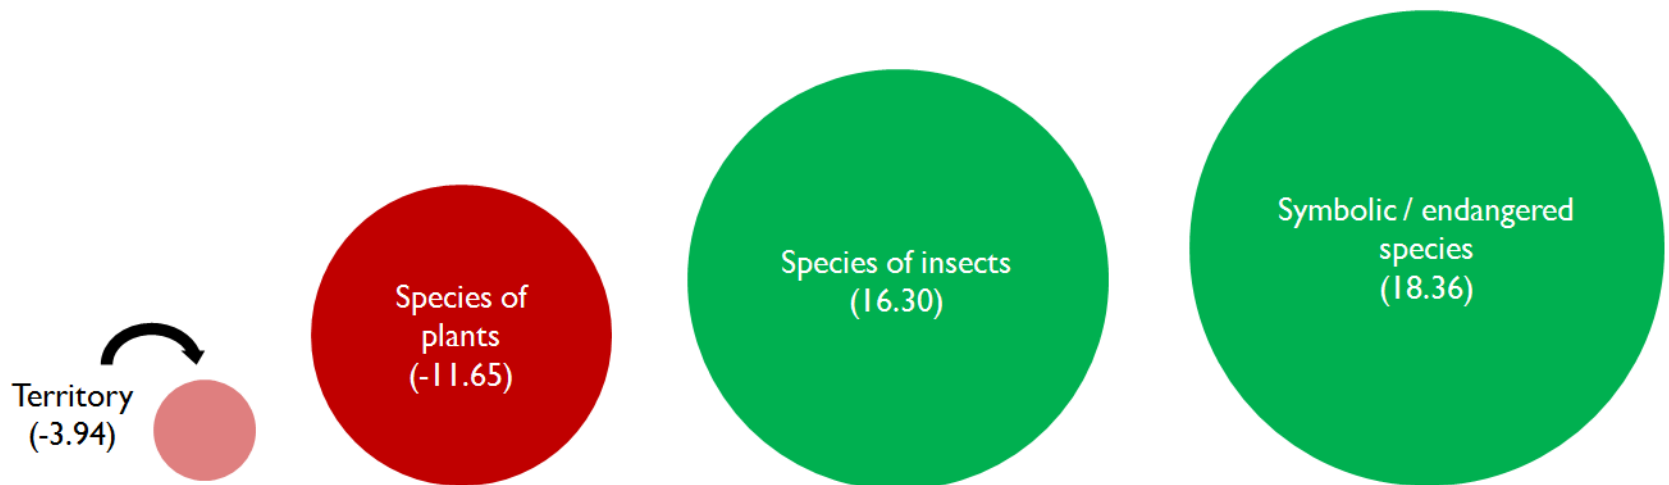 Territory
(-3.94)
Species of
plants
(-11.65)
Species of insects
(16.30)
Symbolic / endangered
species
(18.36)